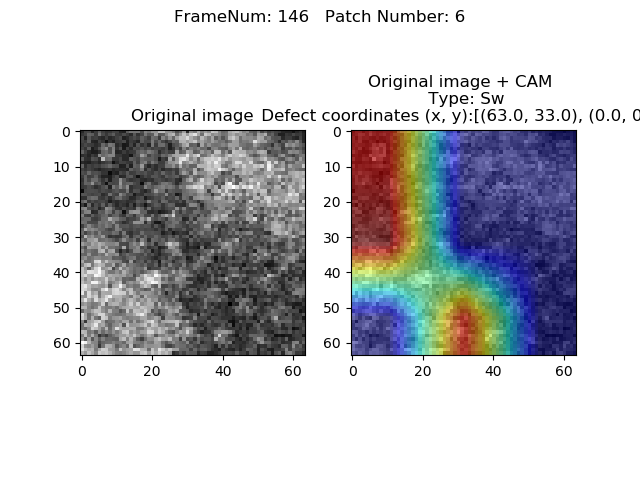 FrameNum: 146   Patch Number: 6
Original image + CAM
Type: Sw
Original image
Defect coordinates (x, y):[(63.0, 33.0), (0.0, 0
0
10
20
30
40
50
60
0 20 40 60
0
10
20
30
40
50
60
0 20 40 60